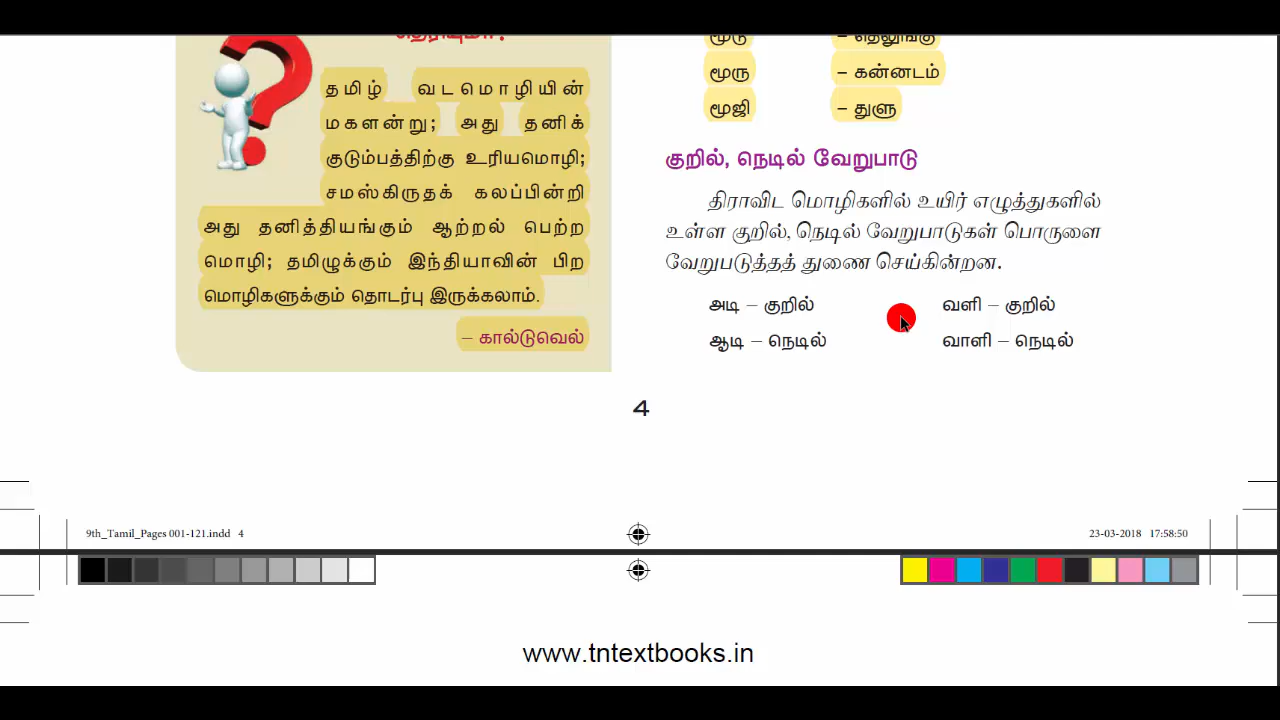 தெரியுமா?
தமிழ் வடமொழியின்
மகளன்று; அது தனிக்
குடும்பத்திற்கு உரியமொழி;
சமஸ்கிருதக் கலப்பின்றி
அது தனித்தியங்கும் ஆற்றல் பெற்ற
மொழி; தமிழுக்கும் இந்தியாவின் பிற
மொழிகளுக்கும் தொடர்பு இருக்கலாம்.
– கால்டுவெல்
மூடு – தெலுங்கு
மூரு – கன்னடம்
மூஜி – துளு
குறில், நெடில் வேறுபாடு
திராவிட மொழிகளில் உயிர் எழுத்துகளில்
உள்ள குறில், நெடில் வேறுபாடுகள் பொருளை
வேறுபடுத்தத் துணை செய்கின்றன.
அடி – குறில் வளி – குறில்
ஆடி – நெடில் வாளி – நெடில்
4
9th_Tamil_Pages 001-121.indd 4 23-03-2018 17:58:50
www.tntextbooks.in